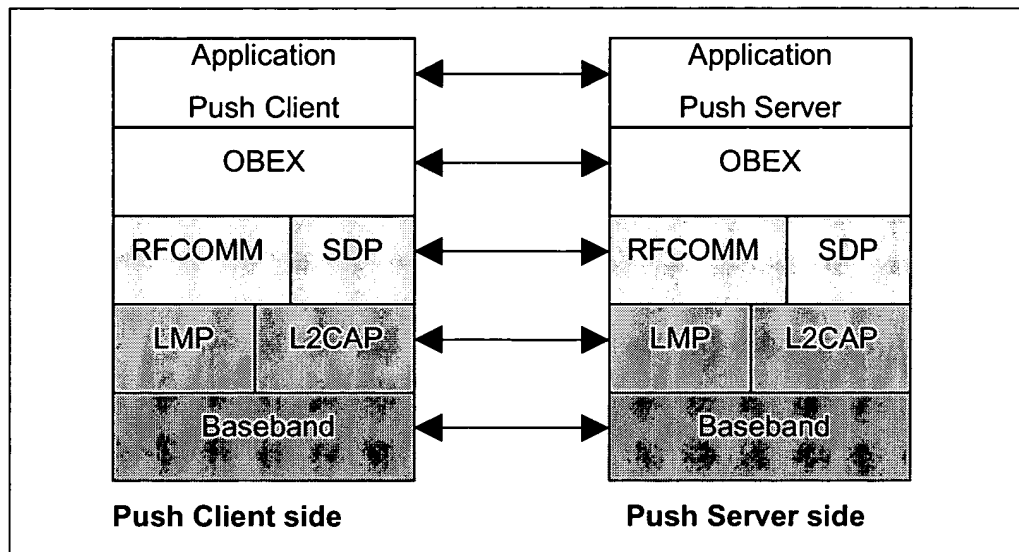 Application
Push Client
Application
Push Server
OBEX
OBEX
RFCOMM SDP
RFCOMM SDP
LMP L2CAP
LMP L2CAP
Baseband
Baseband
Push Client side
Push Server side